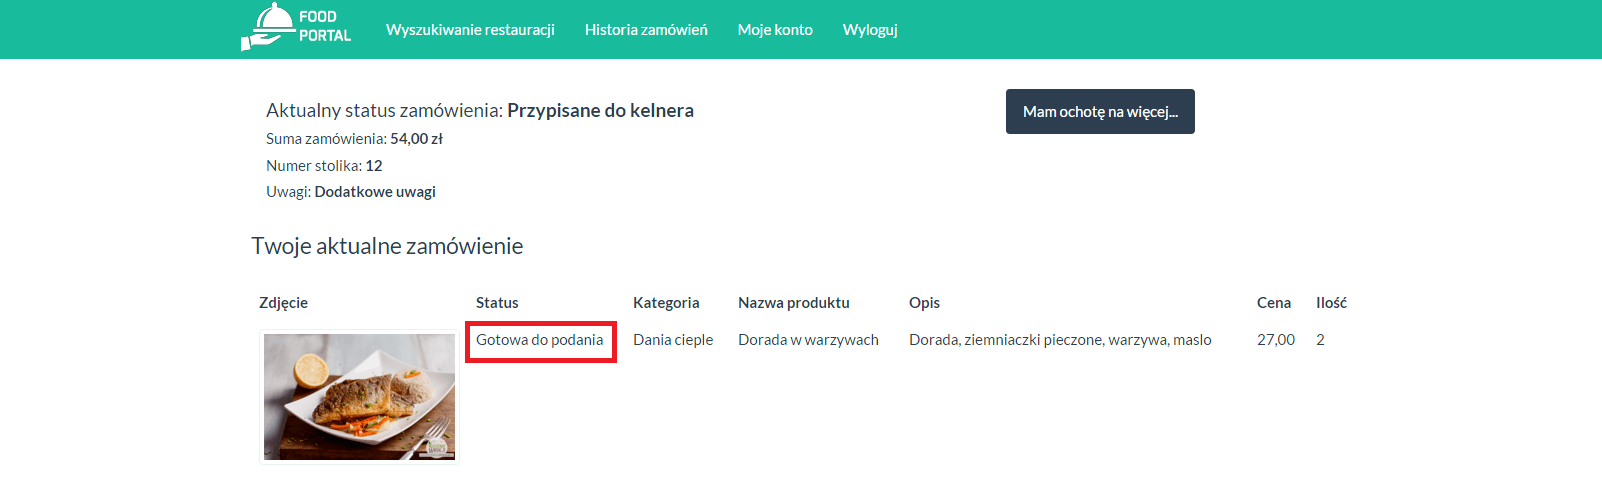 FOOD
PORTAL
Wyszukiwanie restauracji Historia zamówień Moje konto Wyloguj
Aktualny status zamówienia: Przypisane do kelnera
Mam ochotę na więcej...
Suma zamówienia: 54,00 zł
Numer stolika: 12
Uwagi: Dodatkowe uwagi
Twoje aktualne zamówienie
Zdjęcie Status Kategoria Nazwa produktu Opis Cena Ilość
Gotowa do podania Dania cieple Dorada w warzywach Dorada, ziemniaczki pieczone, warzywa, maslo 27,00 2